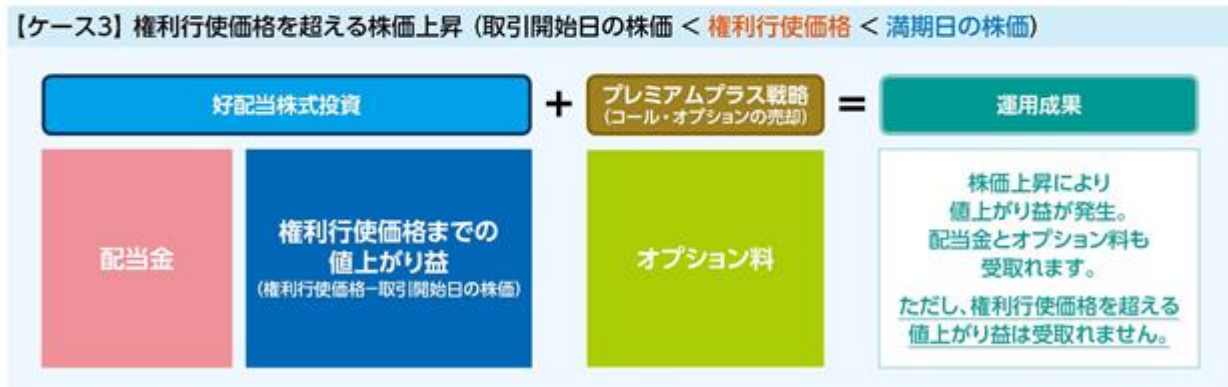 【ケース3】権利行使価格を超える株価上昇（取引開始日の株価 < 権利行使価格 < 満期日の株価）
好配当株式投資
+
プレミアムプラス戦略
（コール・オプションの売却）
=
運用成果
配当金
権利行使価格までの
値上がり益
（権利行使価格ー取引開始日の株価）
オプション料
株価上昇により
値上がり益が発生。
配当金とオプション料も
受取れます。
ただし、権利行使価格を超える
値上がり益は受取れません。